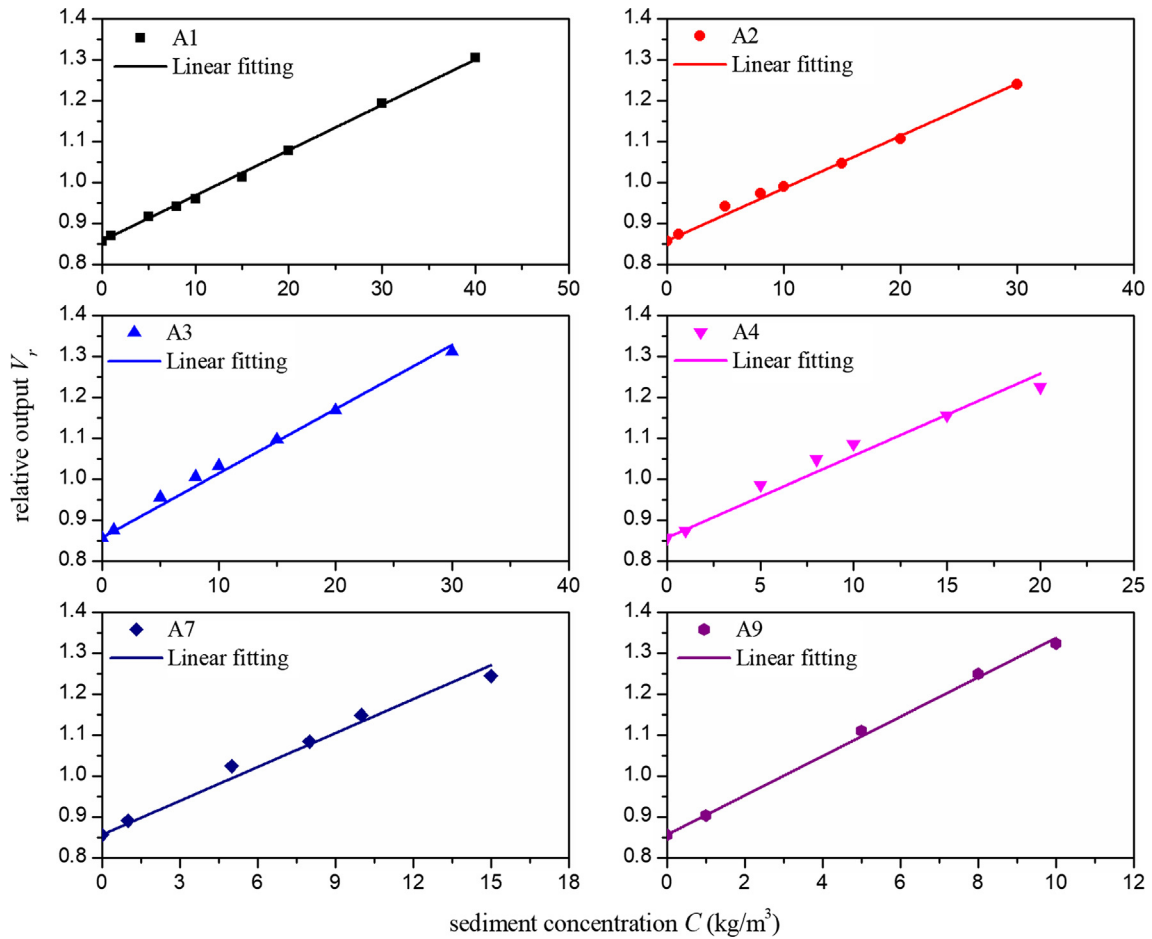 1.4
1.3
1.2
1.1
1.0
0.9
0.8
A1
Linear fitting
0 10 20 30 40 50
1.4
1.3
1.2
1.1
1.0
0.9
0.8
A2
Linear fitting
0 10 20 30 40
relative output V_r
1.4
1.3
1.2
1.1
1.0
0.9
0.8
A3
Linear fitting
0 10 20 30 40
1.4
1.3
1.2
1.1
1.0
0.9
0.8
A4
Linear fitting
0 5 10 15 20 25
1.4
1.3
1.2
1.1
1.0
0.9
0.8
A7
Linear fitting
0 3 6 9 12 15 18
1.4
1.3
1.2
1.1
1.0
0.9
0.8
A9
Linear fitting
0 2 4 6 8 10 12
sediment concentration C (kg/m³)